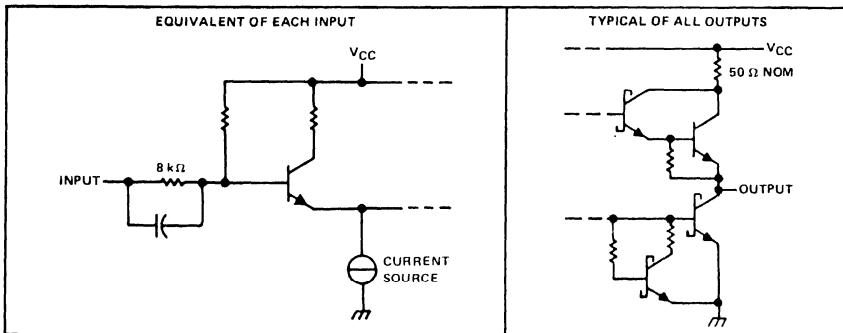 EQUIVALENT OF EACH INPUT
VCC
8 kΩ
INPUT
CURRENT
SOURCE
TYPICAL OF ALL OUTPUTS
VCC
50 Ω NOM
OUTPUT